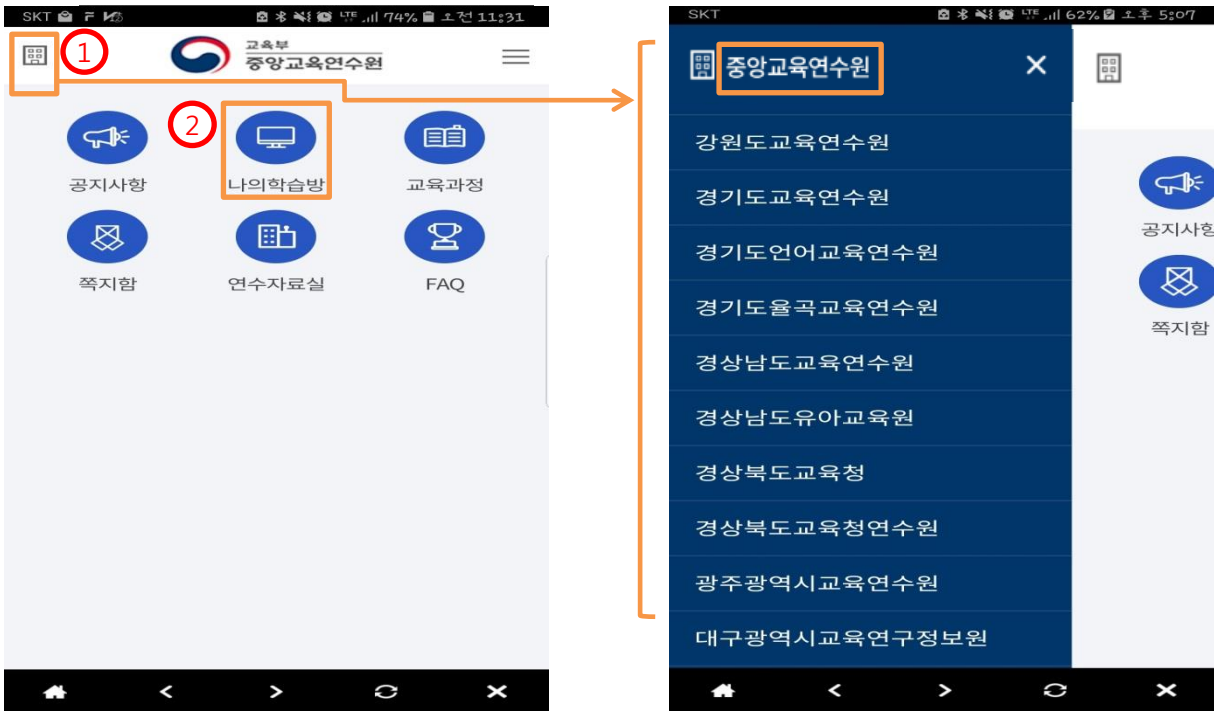 SKT 74% 오전 11:31
1
교육부
중앙교육연수원
2
공지사항 나의학습방 교육과정
쪽지함 연수자료실 FAQ
SKT LTE 62% 오후 5:07
중앙교육연수원 ×
강원도교육연수원
경기도교육연수원
경기도언어교육연수원
경기도율곡교육연수원
경상남도교육연수원
경상남도유아교육원
경상북도교육청
경상북도교육청연수원
광주광역시교육연수원
대구광역시교육연구정보원
공지사항
쪽지함